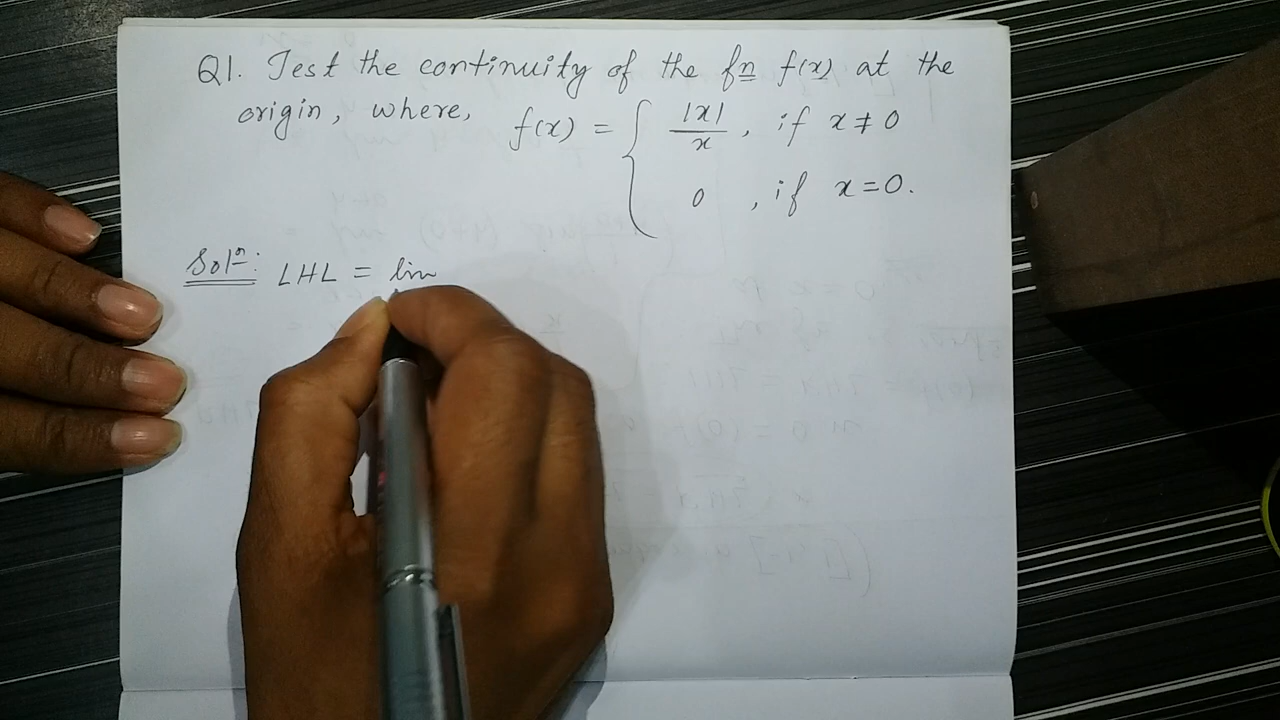 Q1. Test the continuity of the fn f(x) at the
origin, where, f(x) = { |x|/x , if x ≠ 0
0 , if x = 0.
Solⁿ: LHL = lim